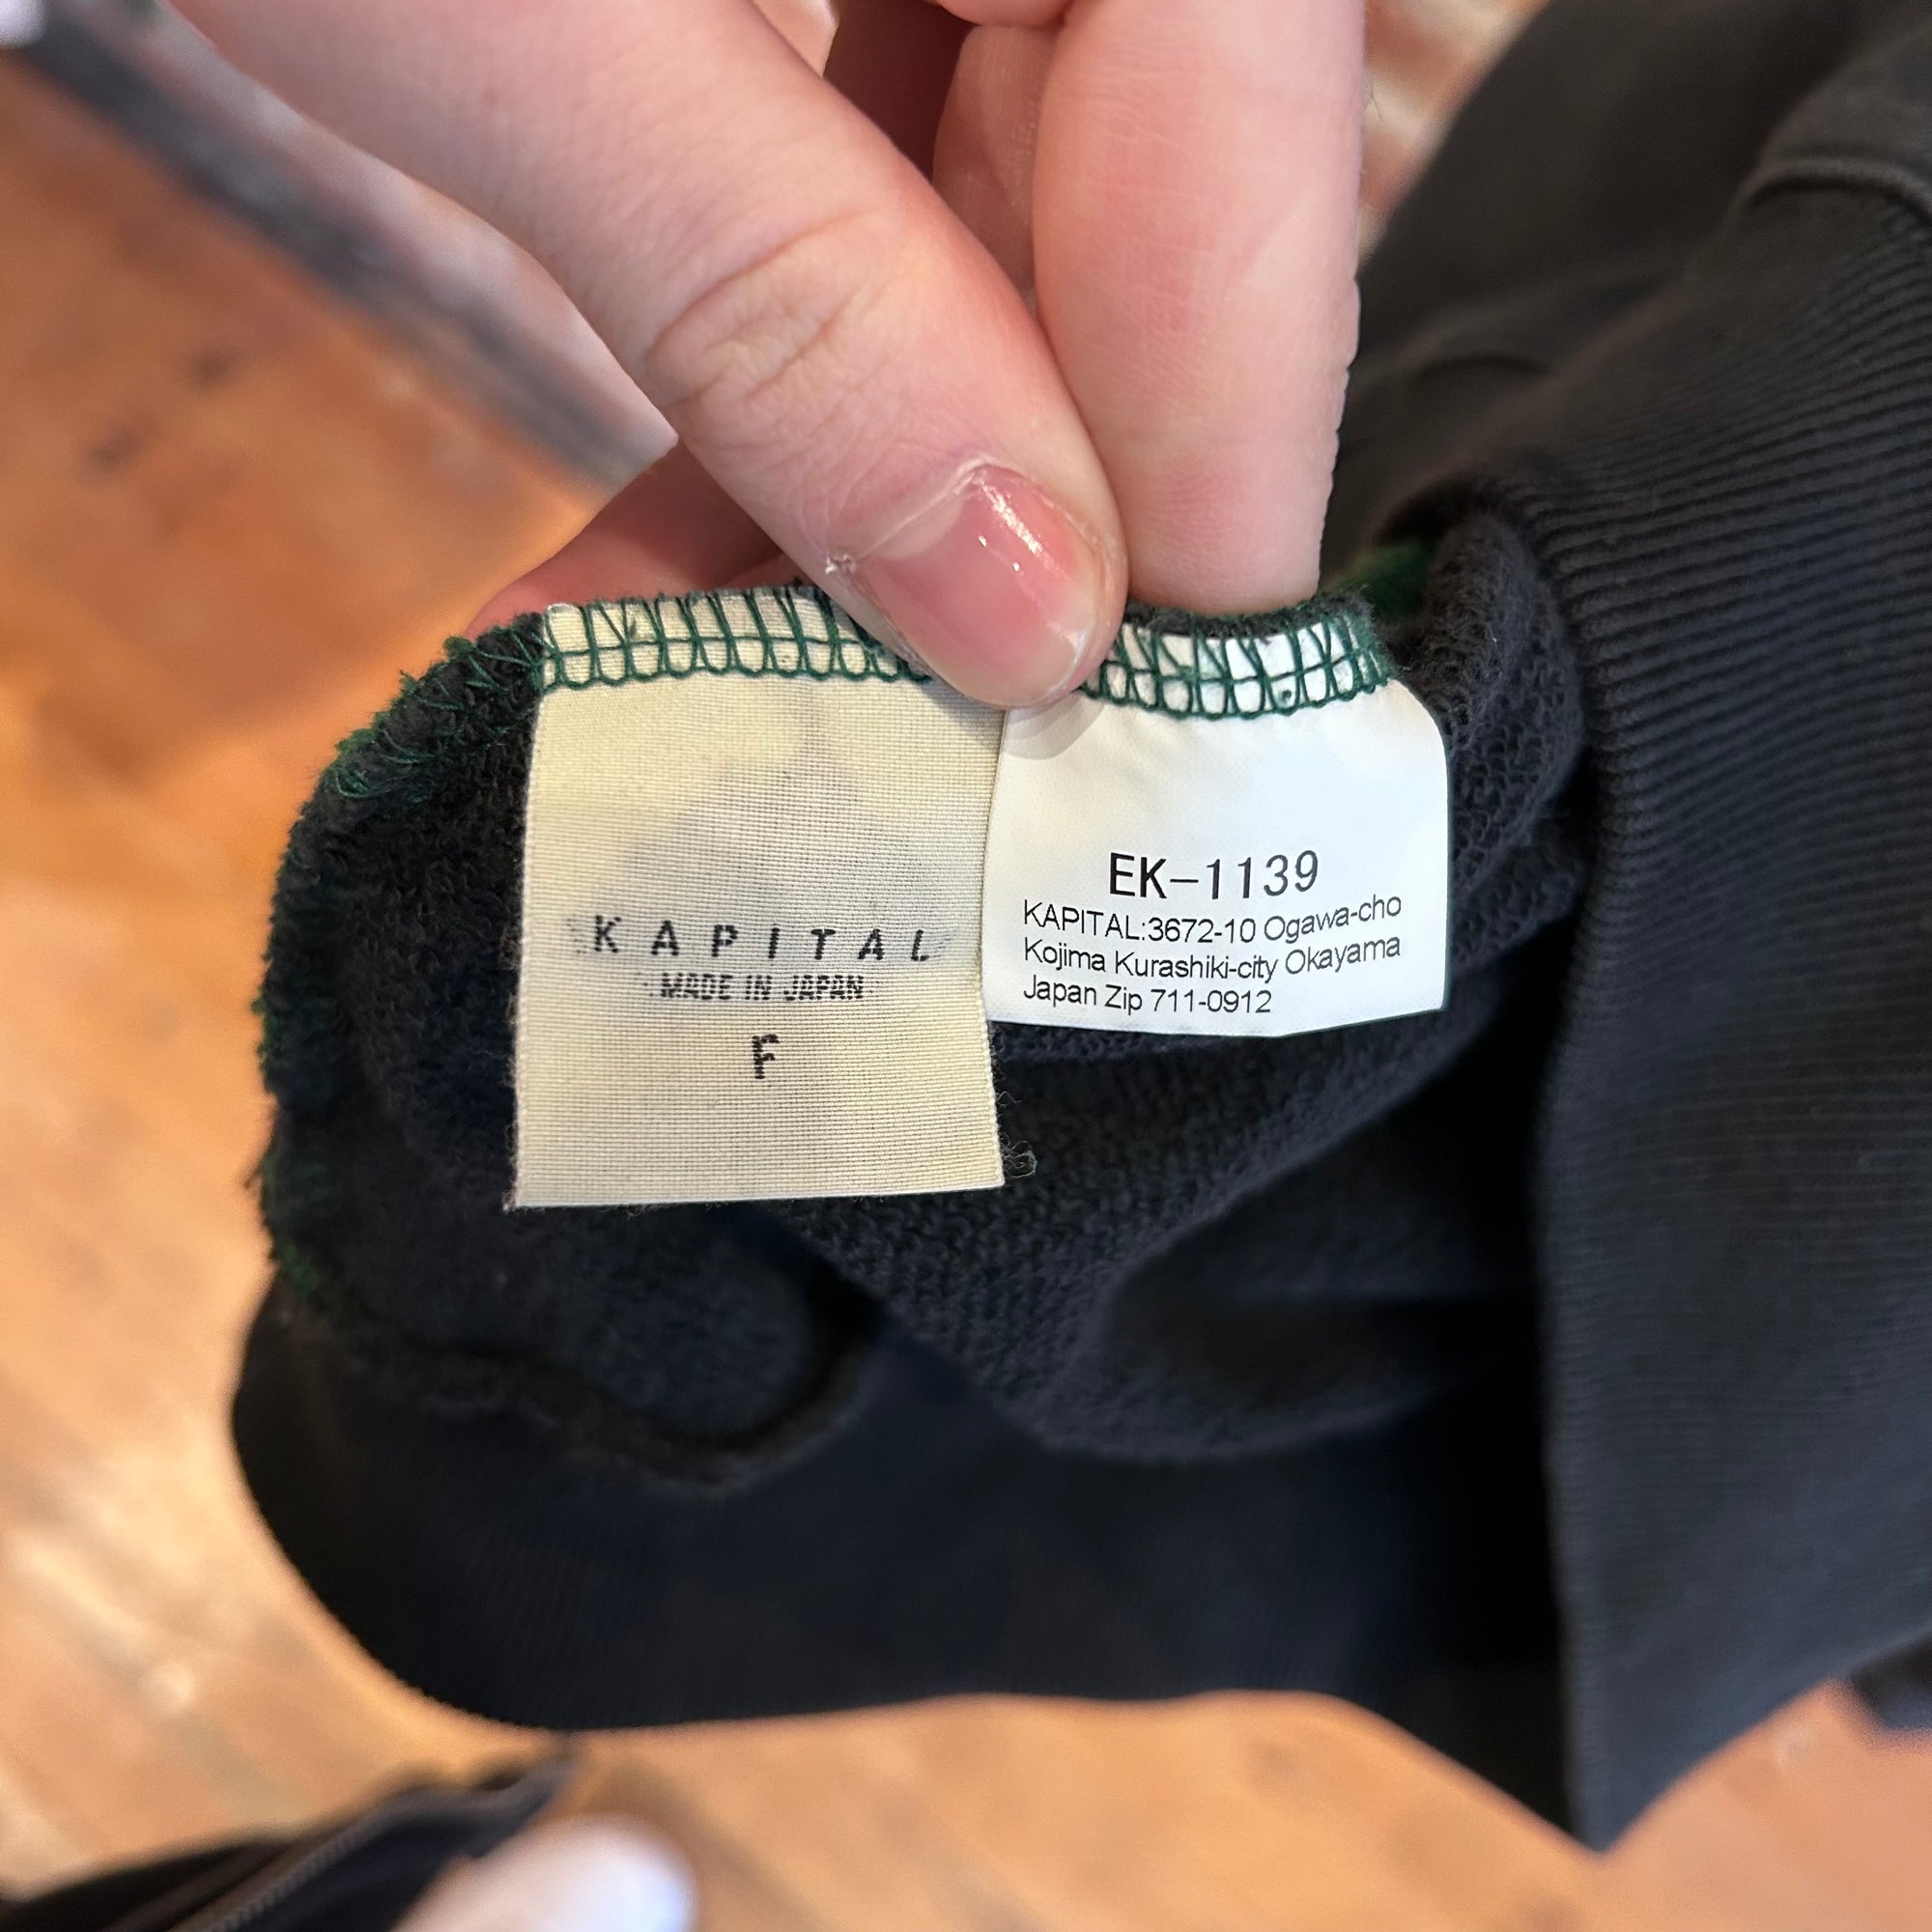 KAPITAL
MADE IN JAPAN
F
EK-1139
KAPITAL:3672-10 Ogawa-cho
Kojima Kurashiki-city Okayama
Japan Zip 711-0912